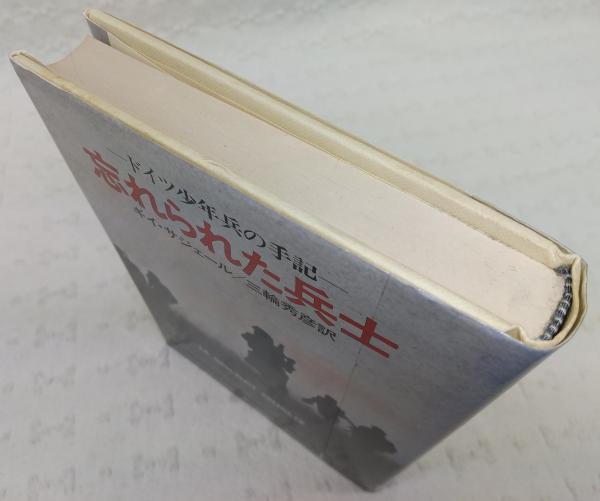 —ドイツ少年兵の手記—
忘れられた兵士
ギイ・サジェール／三輪秀彦訳